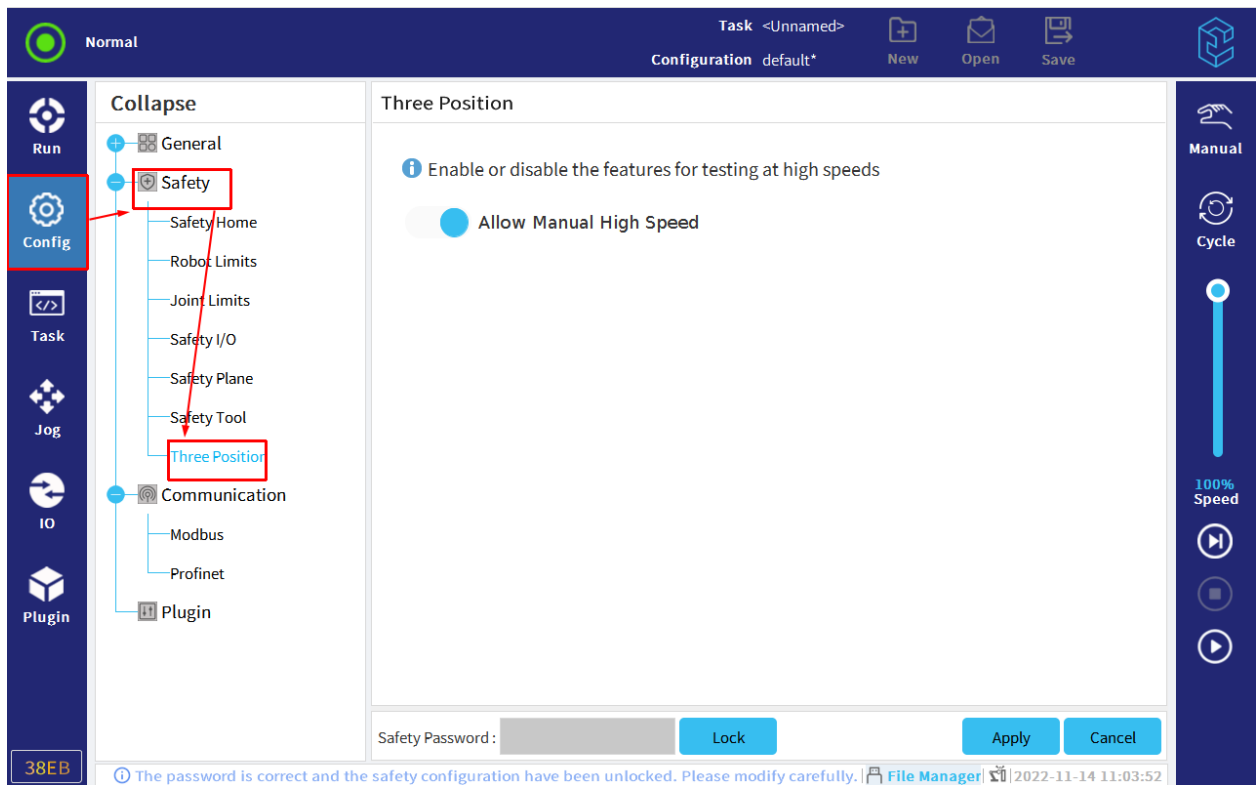 Normal
Task <Unnamed>
Configuration default*
New
Open
Save
Run
Config
Task
Jog
IO
Plugin
38EB
Collapse
General
Safety
Safety Home
Robot Limits
Joint Limits
Safety I/O
Safety Plane
Safety Tool
Three Position
Communication
Modbus
Profinet
Plugin
Three Position
Enable or disable the features for testing at high speeds
Allow Manual High Speed
Safety Password :
Lock
Apply
Cancel
Manual
Cycle
100%
Speed
The password is correct and the safety configuration have been unlocked. Please modify carefully.
File Manager
2022-11-14 11:03:52